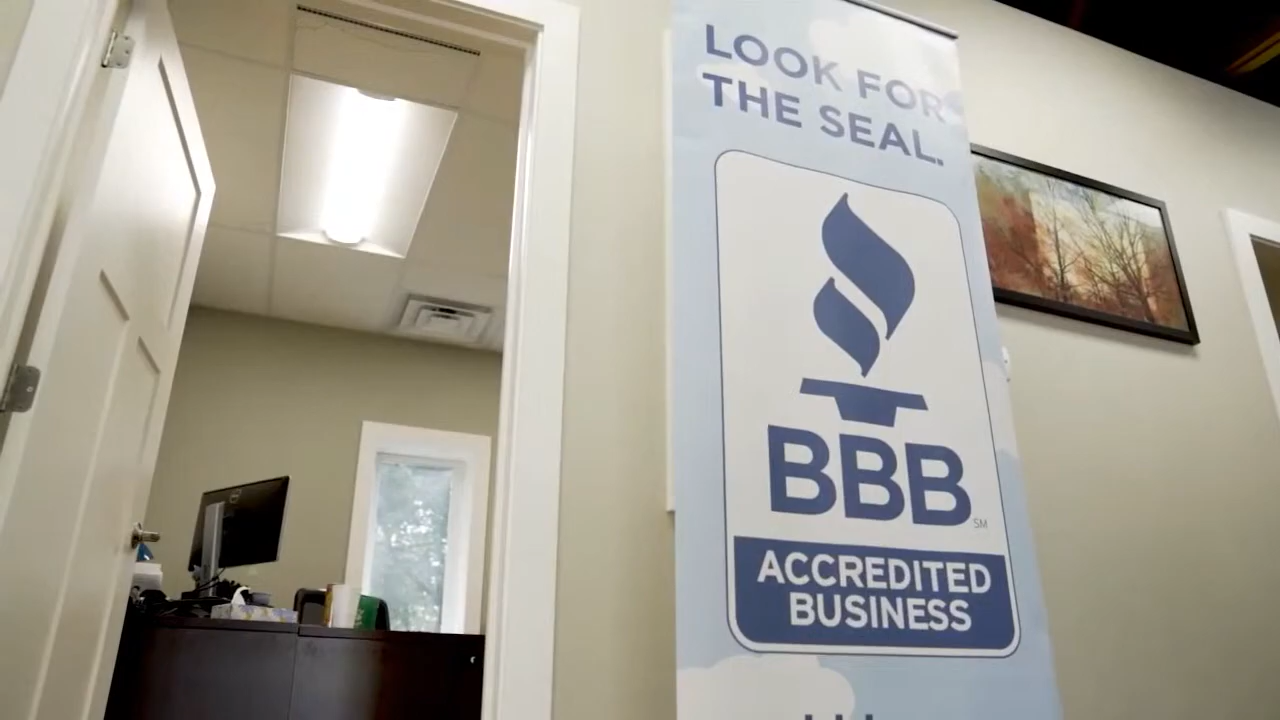 LOOK FOR
THE SEAL.
BBB
SM
ACCREDITED
BUSINESS